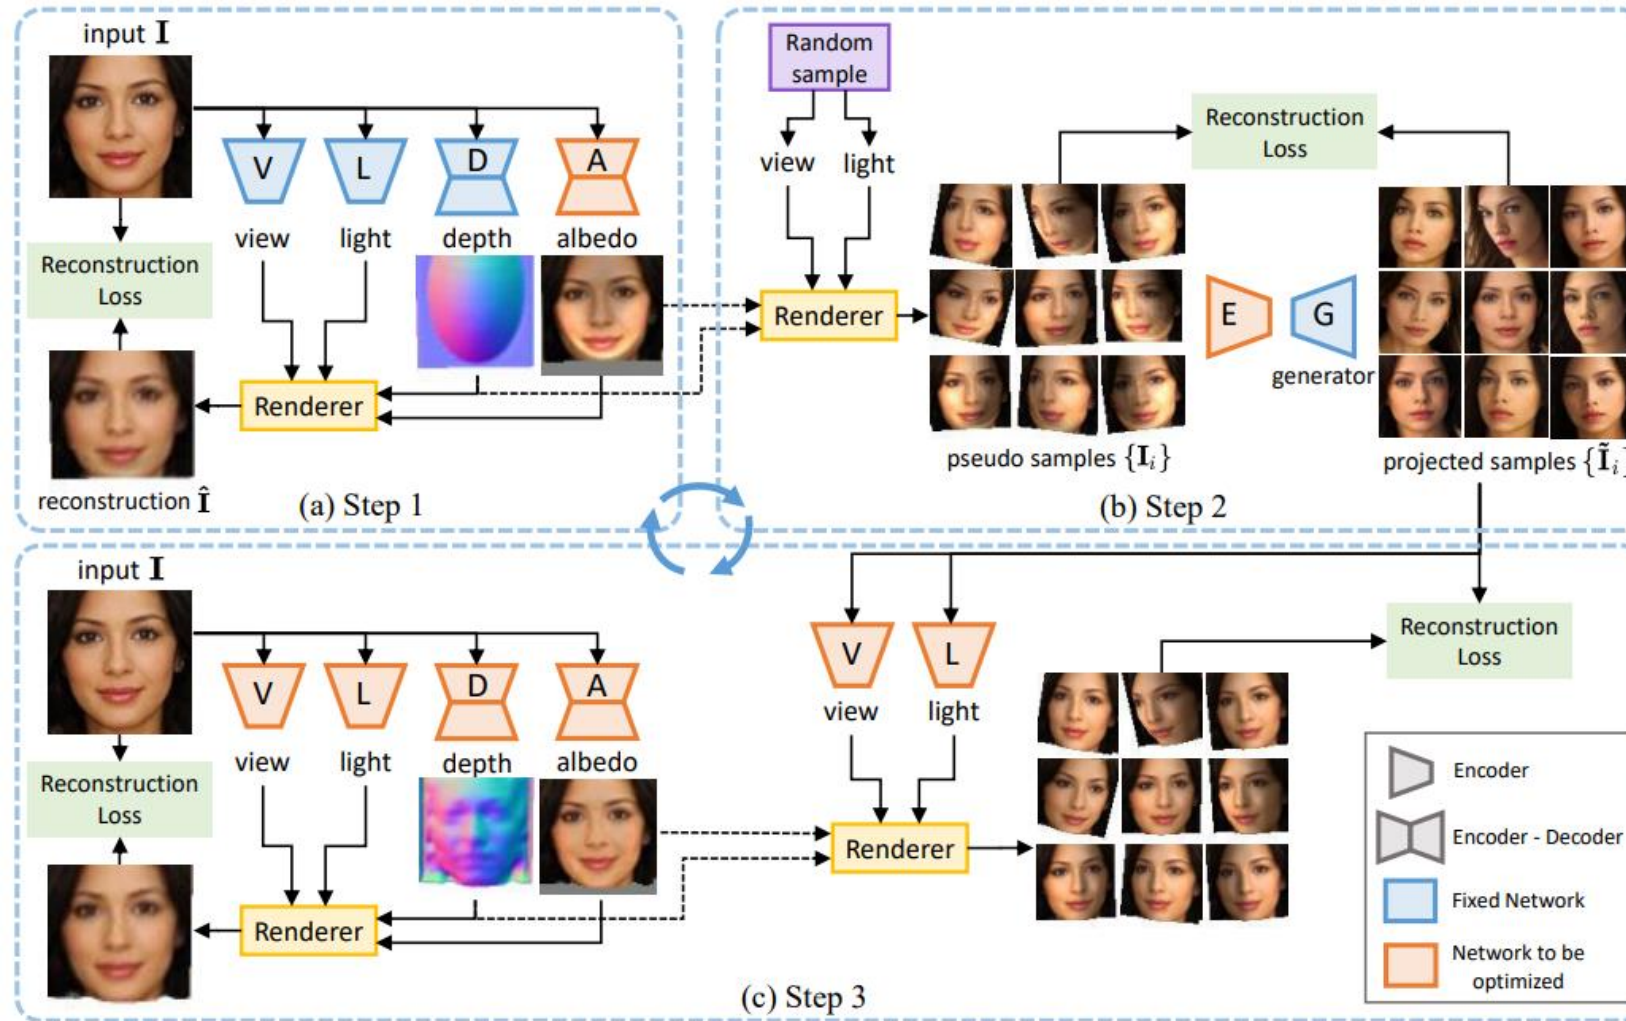 input I
V
L
D
A
view
light
depth
albedo
Reconstruction
Loss
Renderer
reconstruction Î
(a) Step 1
Random
sample
view
light
Renderer
Reconstruction
Loss
E
G
generator
pseudo samples {I_i}
projected samples {Ĩ_i}
(b) Step 2
input I
V
L
D
A
view
light
depth
albedo
Reconstruction
Loss
Renderer
V
L
view
light
Renderer
Reconstruction
Loss
Encoder
Encoder - Decoder
Fixed Network
Network to be
optimized
(c) Step 3